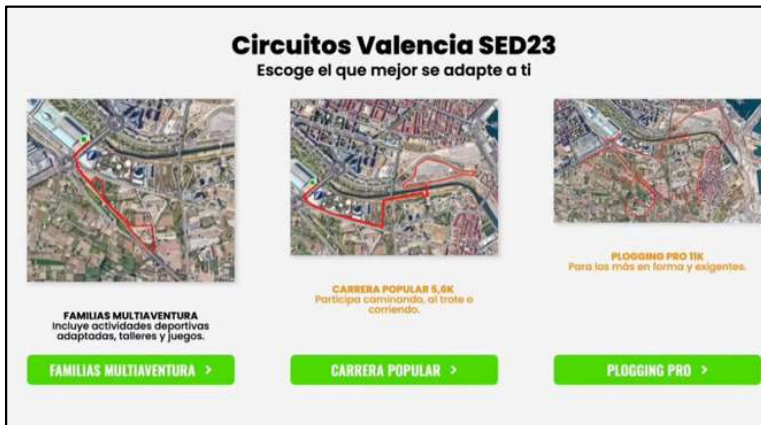 Circuitos Valencia SED23
Escoge el que mejor se adapte a ti
FAMILIAS MULTIAVENTURA
Incluye actividades deportivas
adaptadas, talleres y juegos.
FAMILIAS MULTIAVENTURA >
CARRERA POPULAR 5,6K
Participa caminando, al trote o
corriendo.
CARRERA POPULAR >
PLOGGING PRO 11K
Para los más en forma y exigentes.
PLOGGING PRO >